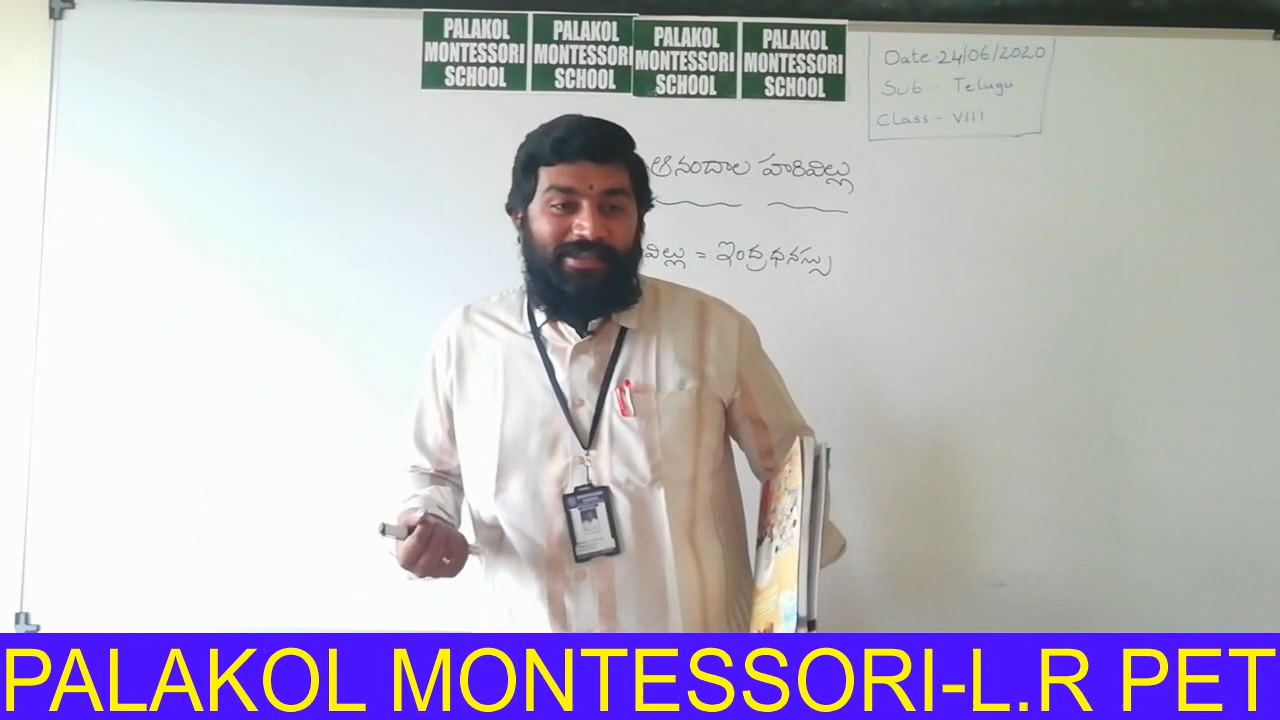 PALAKOL MONTESSORI SCHOOL
PALAKOL MONTESSORI SCHOOL
PALAKOL MONTESSORI SCHOOL
PALAKOL MONTESSORI SCHOOL
Date 24/06/2020
Sub - Telugu
Class - VIII
ఆనందాల హరివిల్లు
విల్లు = ఇంద్రధనస్సు
PALAKOL MONTESSORI-L.R PET